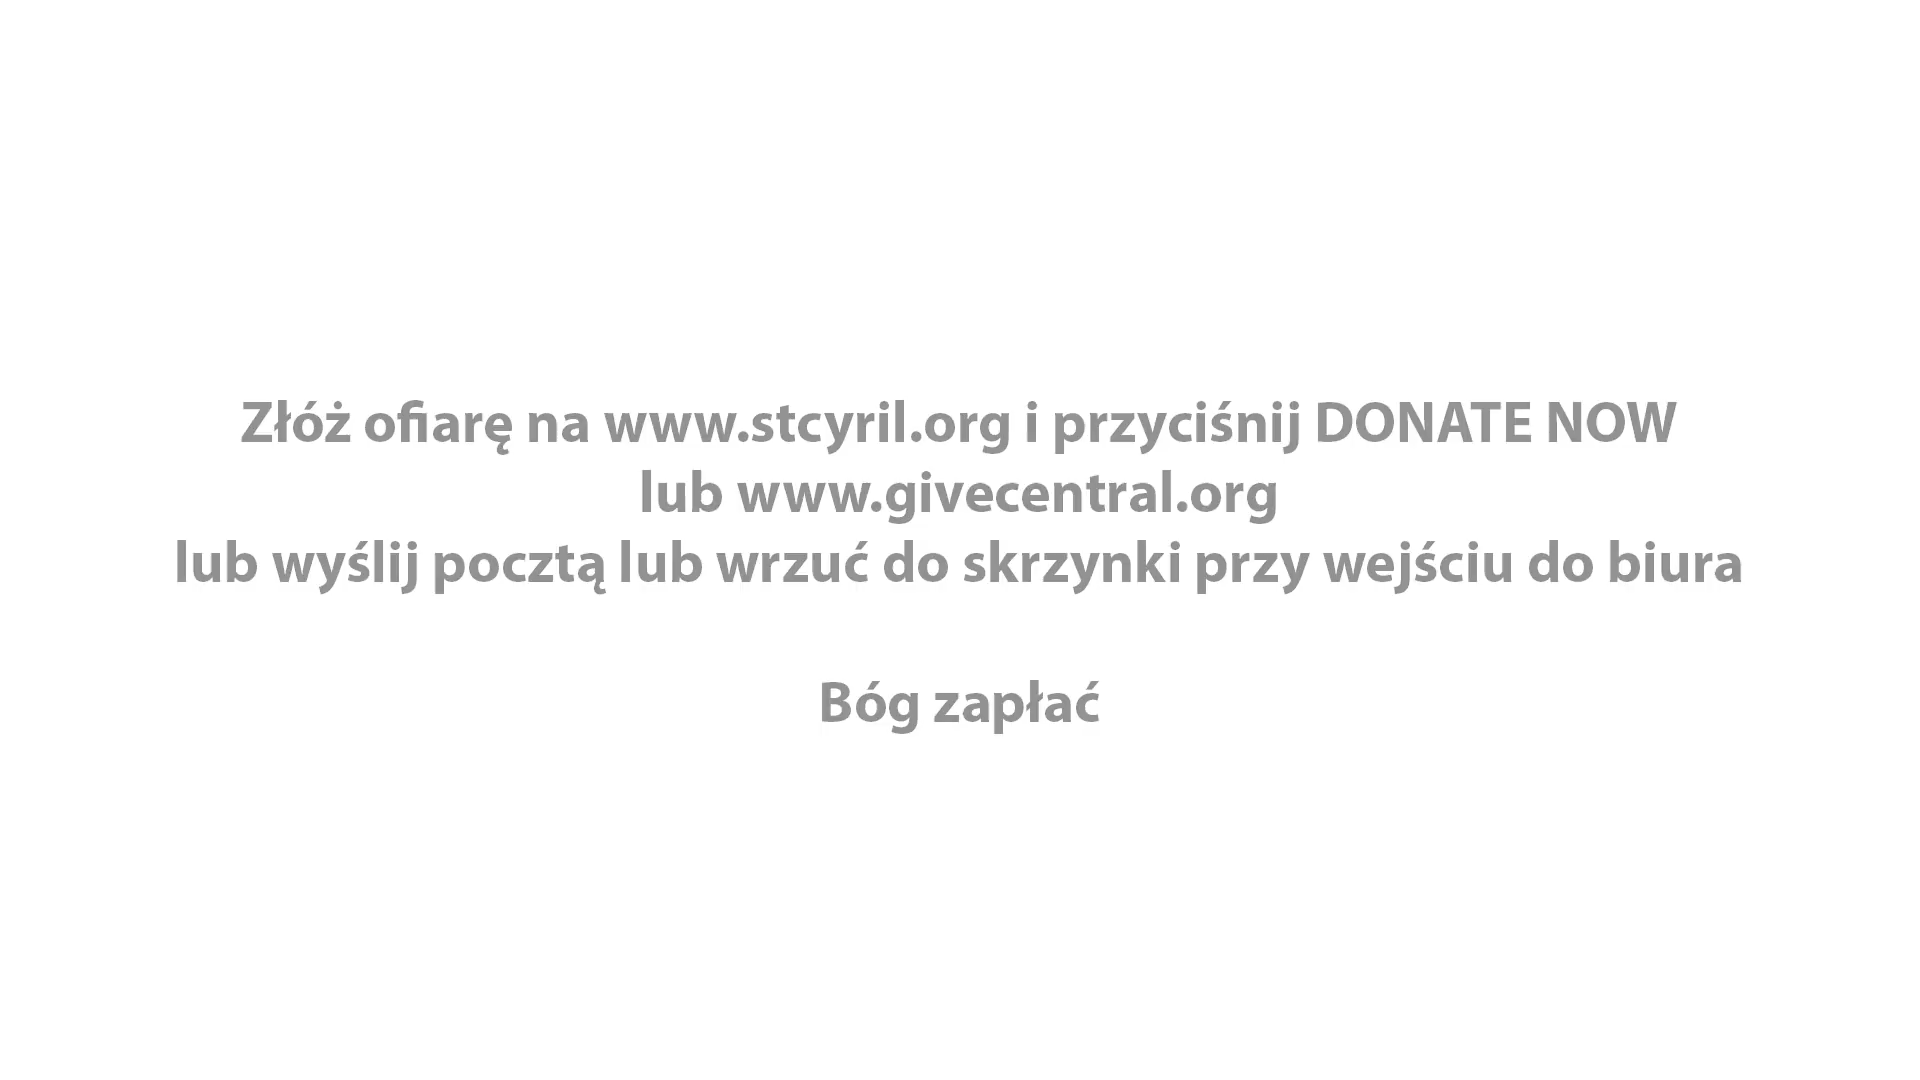 Złóż ofiarę na www.stcyril.org i przyciśnij DONATE NOW
lub www.givecentral.org
lub wyślij pocztą lub wrzuć do skrzynki przy wejściu do biura
Bóg zapłać